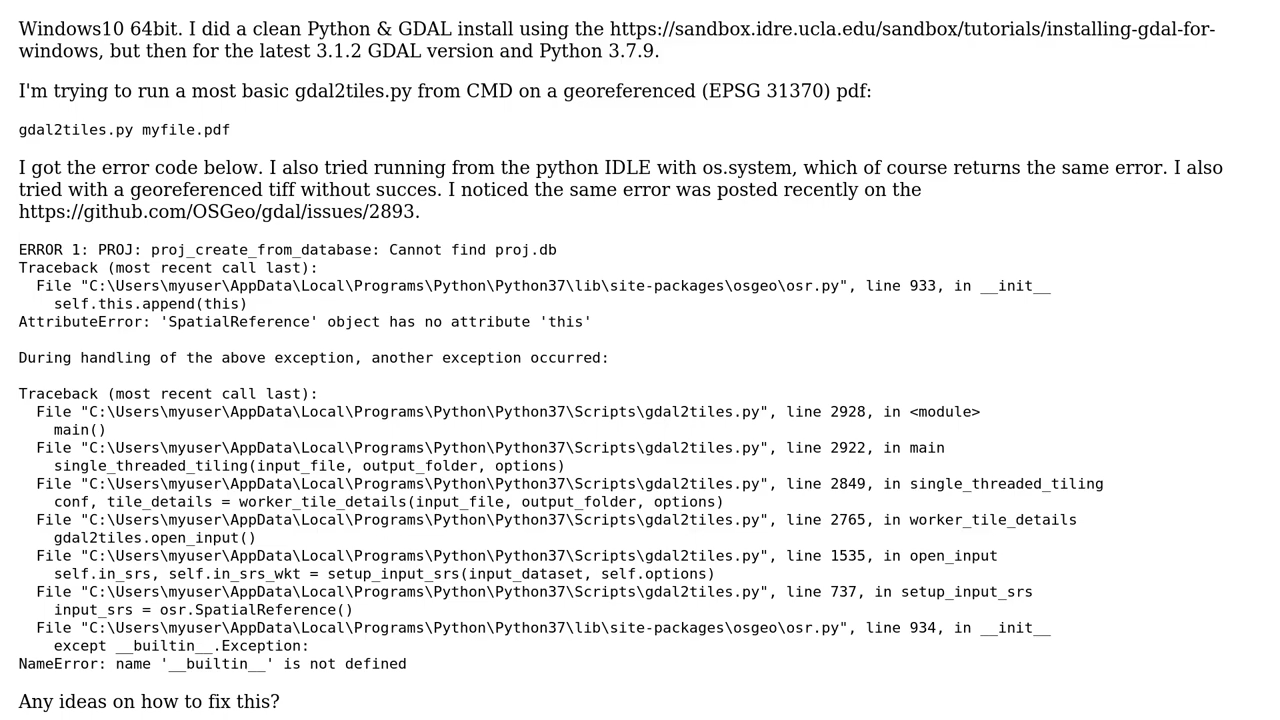 Windows10 64bit. I did a clean Python & GDAL install using the https://sandbox.idre.ucla.edu/sandbox/tutorials/installing-gdal-for-
windows, but then for the latest 3.1.2 GDAL version and Python 3.7.9.
I'm trying to run a most basic gdal2tiles.py from CMD on a georeferenced (EPSG 31370) pdf:
gdal2tiles.py myfile.pdf
I got the error code below. I also tried running from the python IDLE with os.system, which of course returns the same error. I also
tried with a georeferenced tiff without succes. I noticed the same error was posted recently on the
https://github.com/OSGeo/gdal/issues/2893.
ERROR 1: PROJ: proj_create_from_database: Cannot find proj.db
Traceback (most recent call last):
  File "C:\Users\myuser\AppData\Local\Programs\Python\Python37\lib\site-packages\osgeo\osr.py", line 933, in __init__
    self.this.append(this)
AttributeError: 'SpatialReference' object has no attribute 'this'
During handling of the above exception, another exception occurred:
Traceback (most recent call last):
  File "C:\Users\myuser\AppData\Local\Programs\Python\Python37\Scripts\gdal2tiles.py", line 2928, in <module>
    main()
  File "C:\Users\myuser\AppData\Local\Programs\Python\Python37\Scripts\gdal2tiles.py", line 2922, in main
    single_threaded_tiling(input_file, output_folder, options)
  File "C:\Users\myuser\AppData\Local\Programs\Python\Python37\Scripts\gdal2tiles.py", line 2849, in single_threaded_tiling
    conf, tile_details = worker_tile_details(input_file, output_folder, options)
  File "C:\Users\myuser\AppData\Local\Programs\Python\Python37\Scripts\gdal2tiles.py", line 2765, in worker_tile_details
    gdal2tiles.open_input()
  File "C:\Users\myuser\AppData\Local\Programs\Python\Python37\Scripts\gdal2tiles.py", line 1535, in open_input
    self.in_srs, self.in_srs_wkt = setup_input_srs(input_dataset, self.options)
  File "C:\Users\myuser\AppData\Local\Programs\Python\Python37\Scripts\gdal2tiles.py", line 737, in setup_input_srs
    input_srs = osr.SpatialReference()
  File "C:\Users\myuser\AppData\Local\Programs\Python\Python37\lib\site-packages\osgeo\osr.py", line 934, in __init__
    except __builtin__.Exception:
NameError: name '__builtin__' is not defined
Any ideas on how to fix this?